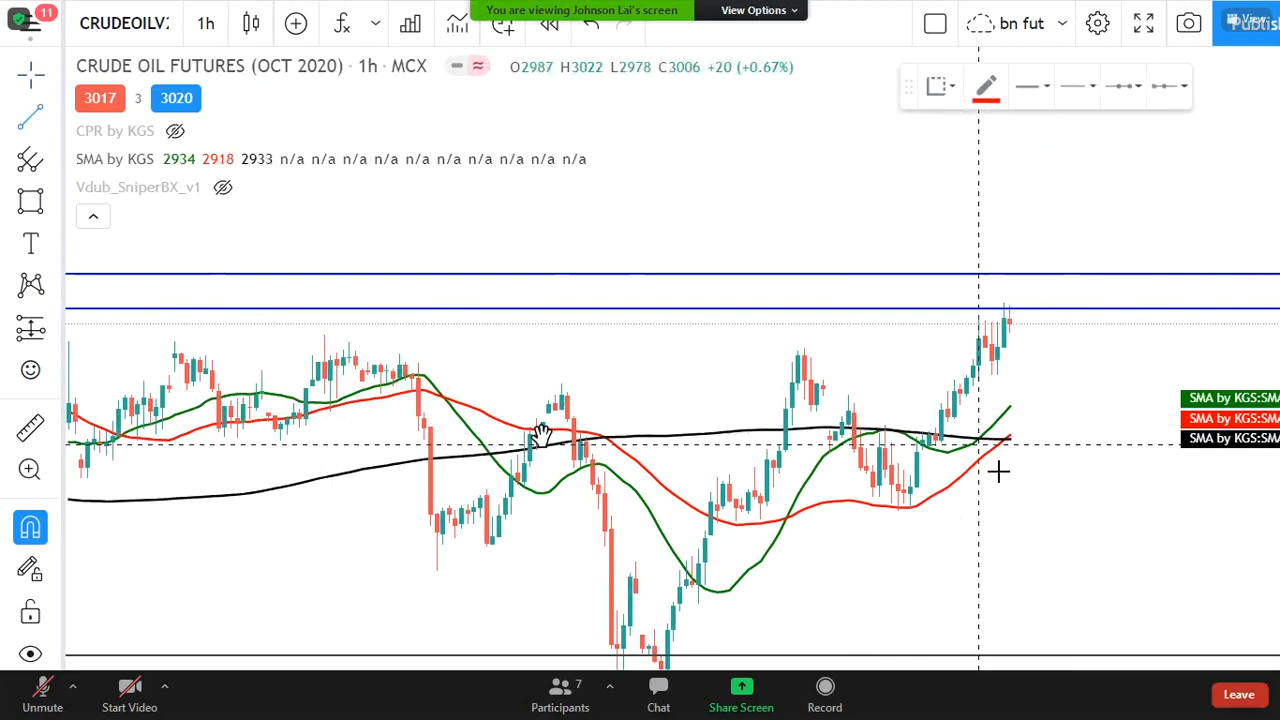 11
You are viewing Johnson Lai's screen
View Options
CRUDEOILV
1h
bn fut
View
CRUDE OIL FUTURES (OCT 2020) · 1h · MCX
O2987 H3022 L2978 C3006 +20 (+0.67%)
3017 3 3020
CPR by KGS
SMA by KGS 2934 2918 2933 n/a n/a n/a n/a n/a n/a n/a n/a n/a
Vdub_SniperBX_v1
SMA by KGS:SMA
SMA by KGS:SMA
SMA by KGS:SMA
Unmute
Start Video
7
Participants
Chat
Share Screen
Record
Leave